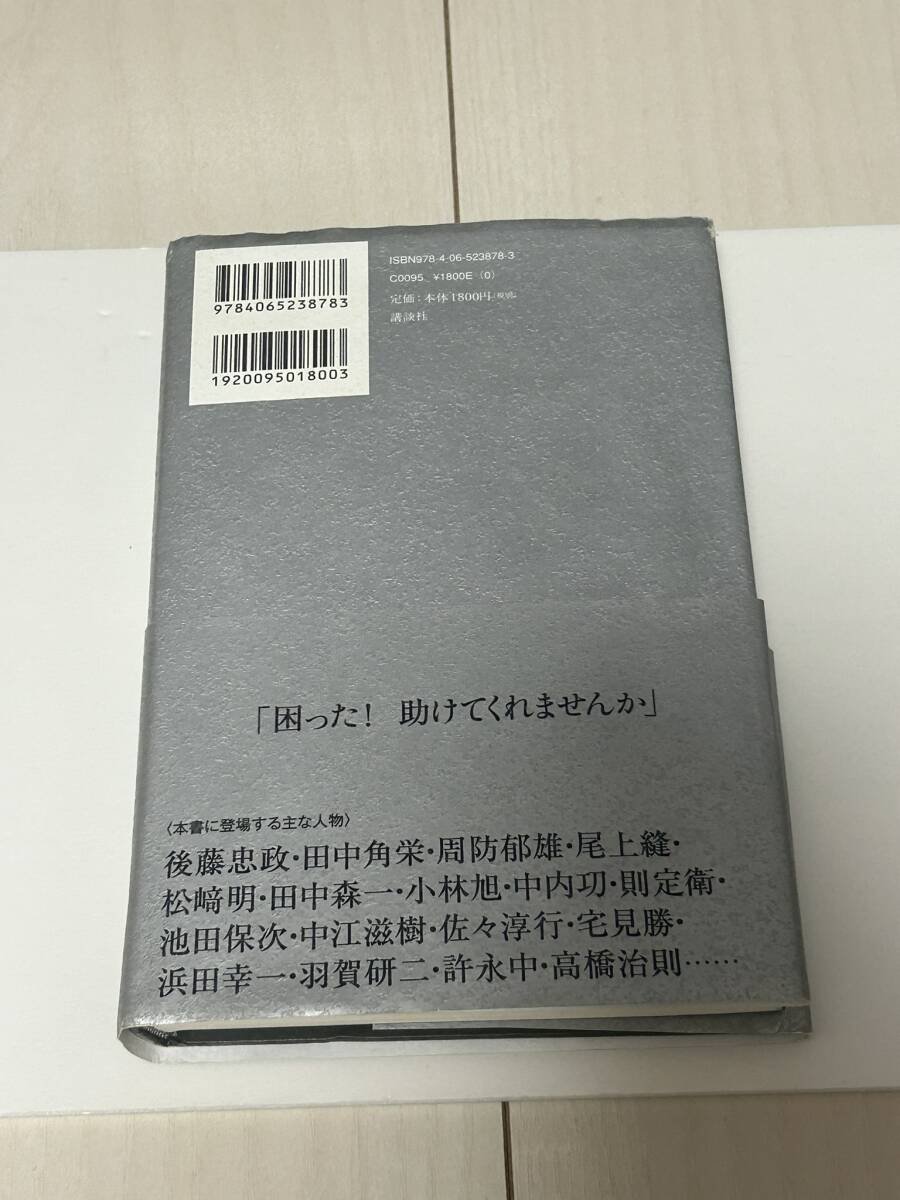 9784065238783
1920095018003
ISBN978-4-06-523878-3
C0095 ¥1800E (0)
定価：本体1800円(税別)
講談社
「困った！ 助けてくれませんか」
〈本書に登場する主な人物〉
後藤忠政・田中角栄・周防郁雄・尾上縫・
松﨑明・田中森一・小林旭・中内功・則定衛・
池田保次・中江滋樹・佐々淳行・宅見勝・
浜田幸一・羽賀研二・許永中・高橋治則……